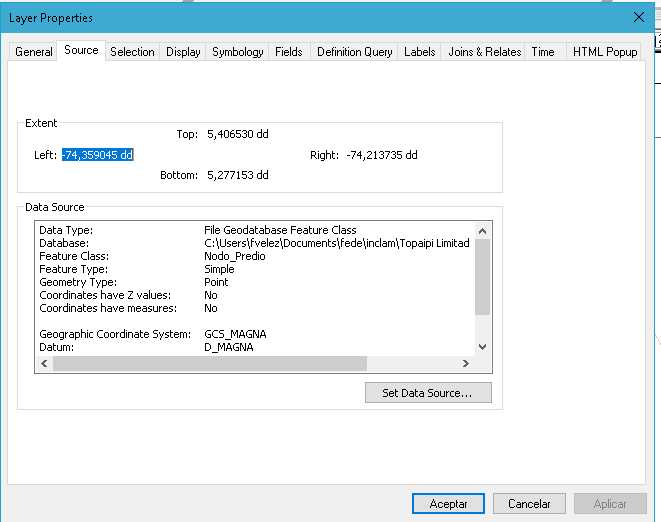 Layer Properties
General Source Selection Display Symbology Fields Definition Query Labels Joins & Relates Time HTML Popup
Extent
Top: 5,406530 dd
Left: -74,359045 dd Right: -74,213735 dd
Bottom: 5,277153 dd
Data Source
Data Type: File Geodatabase Feature Class
Database: C:\Users\fvelez\Documents\fede\inclam\Topaipi Limitad
Feature Class: Nodo_Predio
Feature Type: Simple
Geometry Type: Point
Coordinates have Z values: No
Coordinates have measures: No
Geographic Coordinate System: GCS_MAGNA
Datum: D_MAGNA
Set Data Source...
Aceptar Cancelar Aplicar